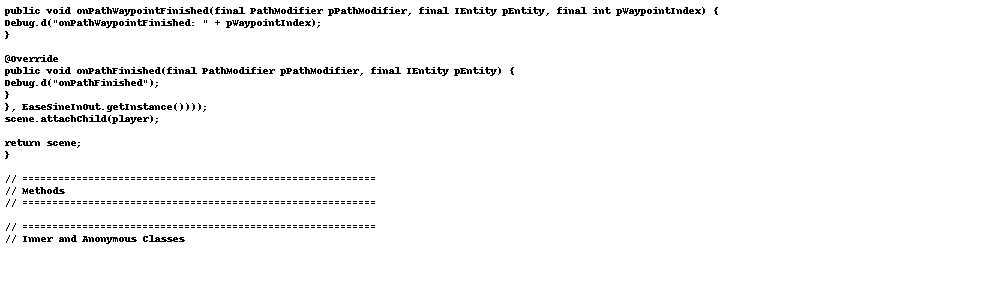 public void onPathWaypointFinished(final PathModifier pPathModifier, final IEntity pEntity, final int pWaypointIndex) {
Debug.d("onPathWaypointFinished: " + pWaypointIndex);
}
@Override
public void onPathFinished(final PathModifier pPathModifier, final IEntity pEntity) {
Debug.d("onPathFinished");
}
}, EaseSineInOut.getInstance())));
scene.attachChild(player);
return scene;
}
// ===========================================================
// Methods
// ===========================================================
// ===========================================================
// Inner and Anonymous Classes